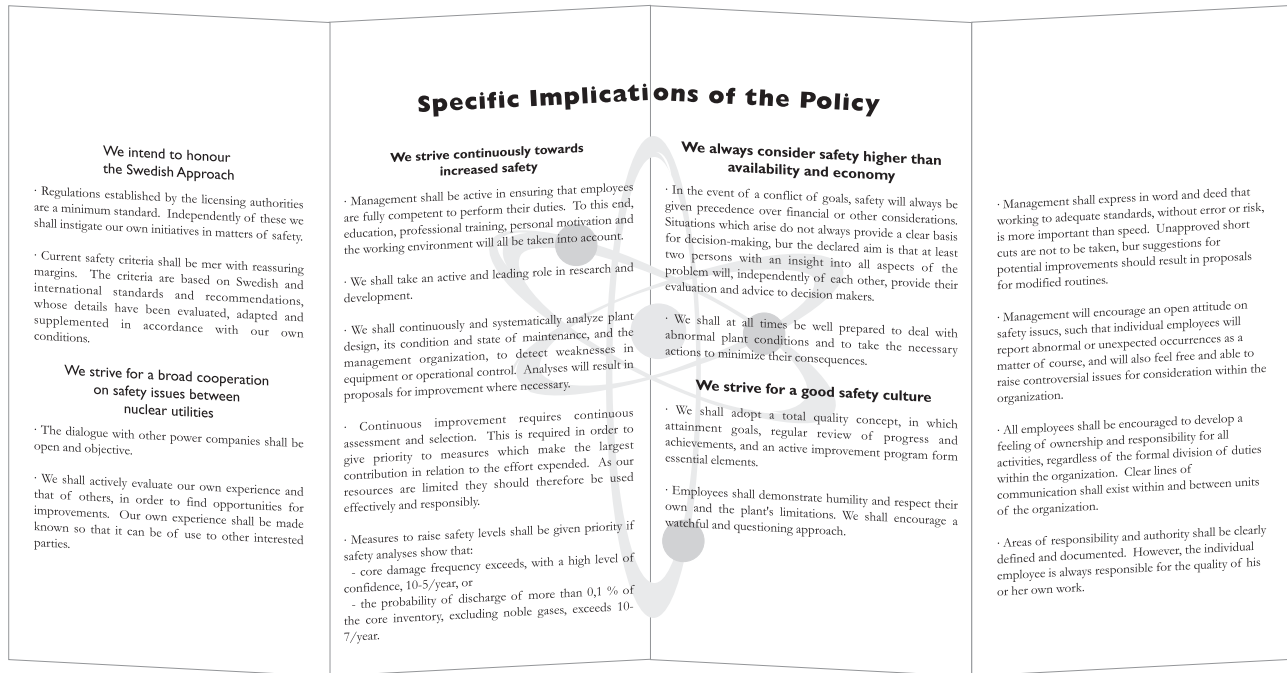 Specific Implications of the Policy
We intend to honour
the Swedish Approach
· Regulations established by the licensing authorities
are a minimum standard. Independently of these we
shall instigate our own initiatives in matters of safety.
· Current safety criteria shall be mer with reassuring
margins. The criteria are based on Swedish and
international standards and recommendations,
whose details have been evaluated, adapted and
supplemented in accordance with our own
conditions.
We strive for a broad cooperation
on safety issues between
nuclear utilities
· The dialogue with other power companies shall be
open and objective.
· We shall actively evaluate our own experience and
that of others, in order to find opportunities for
improvements. Our own experience shall be made
known so that it can be of use to other interested
parties.
We strive continuously towards
increased safety
· Management shall be active in ensuring that employees
are fully competent to perform their duties. To this end,
education, professional training, personal motivation and
the working environment will all be taken into account.
· We shall take an active and leading role in research and
development.
· We shall continuously and systematically analyze plant
design, its condition and state of maintenance, and the
management organization, to detect weaknesses in
equipment or operational control. Analyses will result in
proposals for improvement where necessary.
· Continuous improvement requires continuous
assessment and selection. This is required in order to
give priority to measures which make the largest
contribution in relation to the effort expended. As our
resources are limited they should therefore be used
effectively and responsibly.
· Measures to raise safety levels shall be given priority if
safety analyses show that:
- core damage frequency exceeds, with a high level of
confidence, 10-5/year, or
- the probability of discharge of more than 0,1 % of
the core inventory, excluding noble gases, exceeds 10-
7/year.
We always consider safety higher than
availability and economy
· In the event of a conflict of goals, safety will always be
given precedence over financial or other considerations.
Situations which arise do not always provide a clear basis
for decision-making, but the declared aim is that at least
two persons with an insight into all aspects of the
problem will, independently of each other, provide their
evaluation and advice to decision makers.
· We shall at all times be well prepared to deal with
abnormal plant conditions and to take the necessary
actions to minimize their consequences.
We strive for a good safety culture
· We shall adopt a total quality concept, in which
attainment goals, regular review of progress and
achievements, and an active improvement program form
essential elements.
· Employees shall demonstrate humility and respect their
own and the plant's limitations. We shall encourage a
watchful and questioning approach.
· Management shall express in word and deed that
working to adequate standards, without error or risk,
is more important than speed. Unapproved short
cuts are not to be taken, bur suggestions for
potential improvements should result in proposals
for modified routines.
· Management will encourage an open attitude on
safety issues, such that individual employees will
report abnormal or unexpected occurrences as a
matter of course, and will also feel free and able to
raise controversial issues for consideration within the
organization.
· All employees shall be encouraged to develop a
feeling of ownership and responsibility for all
activities, regardless of the formal division of duties
within the organization. Clear lines of
communication shall exist within and between units
of the organization.
· Areas of responsibility and authority shall be clearly
defined and documented. However, the individual
employee is always responsible for the quality of his
or her own work.